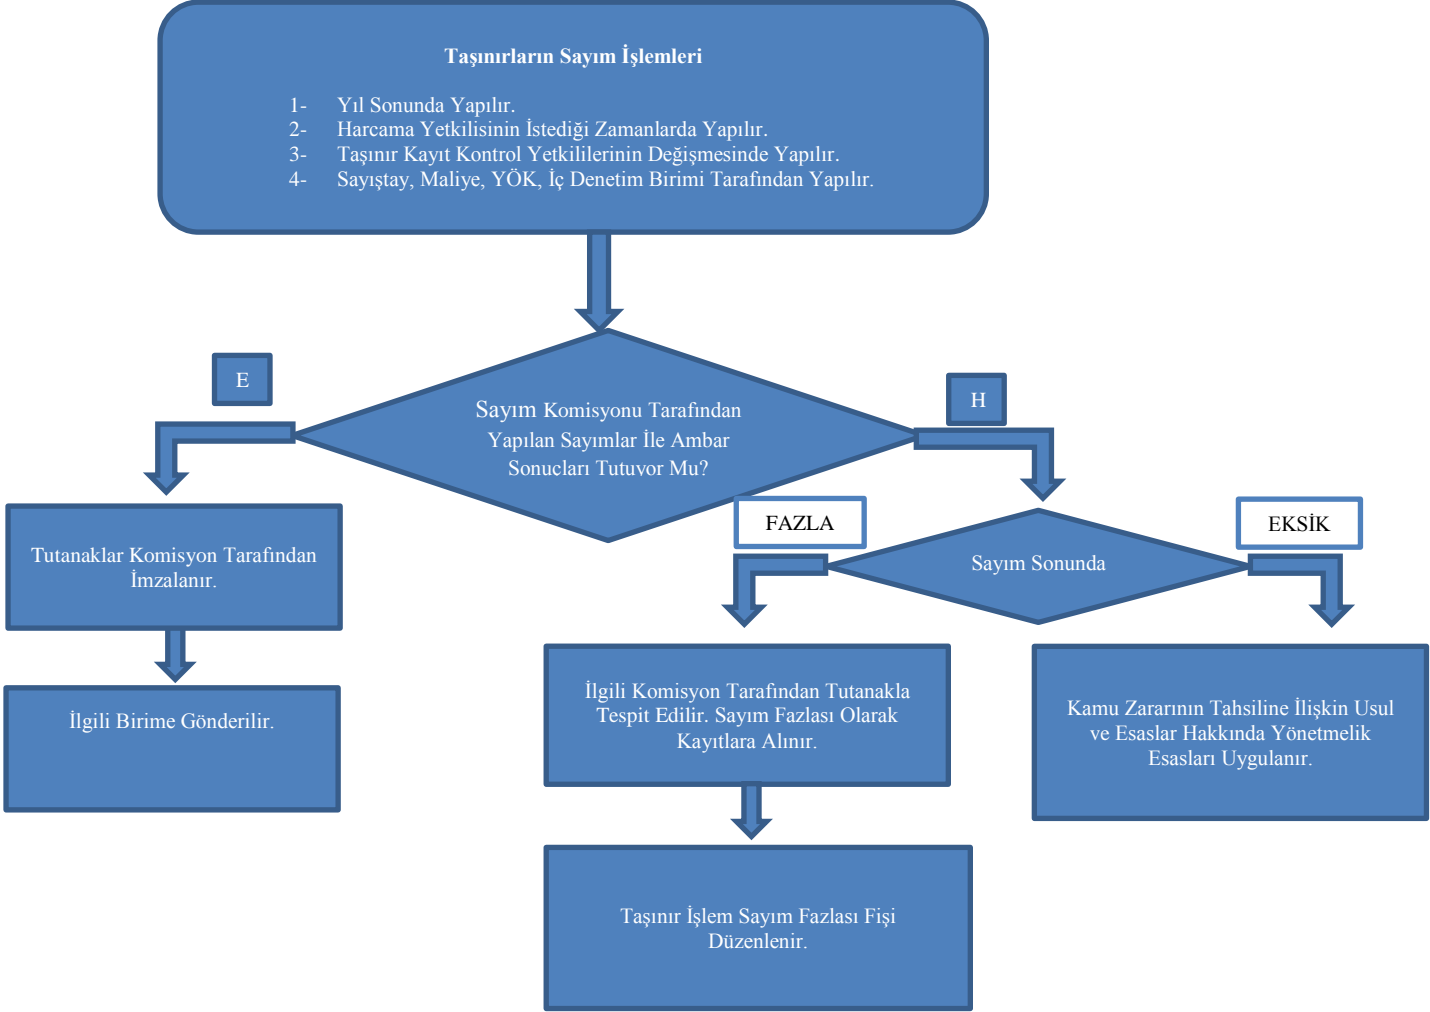 Taşınırların Sayım İşlemleri
1- Yıl Sonunda Yapılır.
2- Harcama Yetkilisinin İstediği Zamanlarda Yapılır.
3- Taşınır Kayıt Kontrol Yetkililerinin Değişmesinde Yapılır.
4- Sayıştay, Maliye, YÖK, İç Denetim Birimi Tarafından Yapılır.
E
H
Sayım Komisyonu Tarafından
Yapılan Sayımlar İle Ambar
Sonucları Tutuvor Mu?
FAZLA
EKSİK
Sayım Sonunda
Tutanaklar Komisyon Tarafından
İmzalanır.
İlgili Birime Gönderilir.
İlgili Komisyon Tarafından Tutanakla
Tespit Edilir. Sayım Fazlası Olarak
Kayıtlara Alınır.
Kamu Zararının Tahsiline İlişkin Usul
ve Esaslar Hakkında Yönetmelik
Esasları Uygulanır.
Taşınır İşlem Sayım Fazlası Fişi
Düzenlenir.